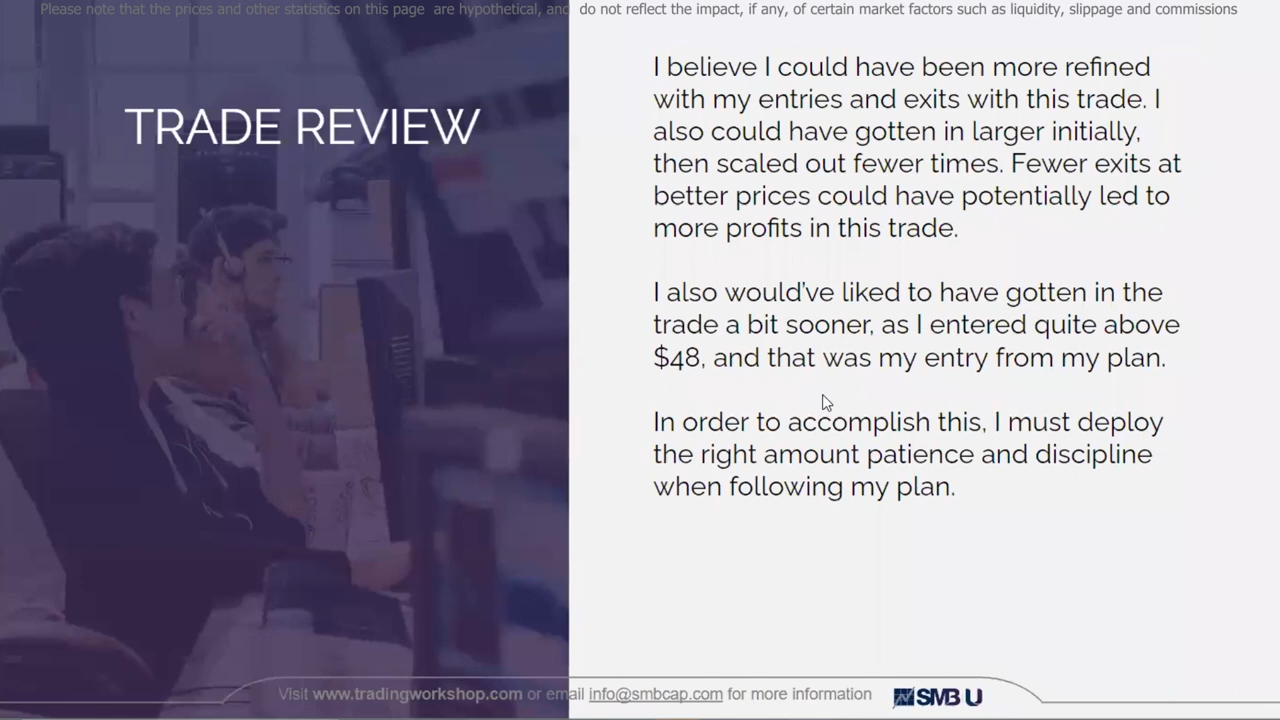 Please note that the prices and other statistics on this page are hypothetical, and do not reflect the impact, if any, of certain market factors such as liquidity, slippage and commissions
TRADE REVIEW
I believe I could have been more refined
with my entries and exits with this trade. I
also could have gotten in larger initially,
then scaled out fewer times. Fewer exits at
better prices could have potentially led to
more profits in this trade.
I also would've liked to have gotten in the
trade a bit sooner, as I entered quite above
$48, and that was my entry from my plan.
In order to accomplish this, I must deploy
the right amount patience and discipline
when following my plan.
Visit www.tradingworkshop.com or email info@smbcap.com for more information
SMB U